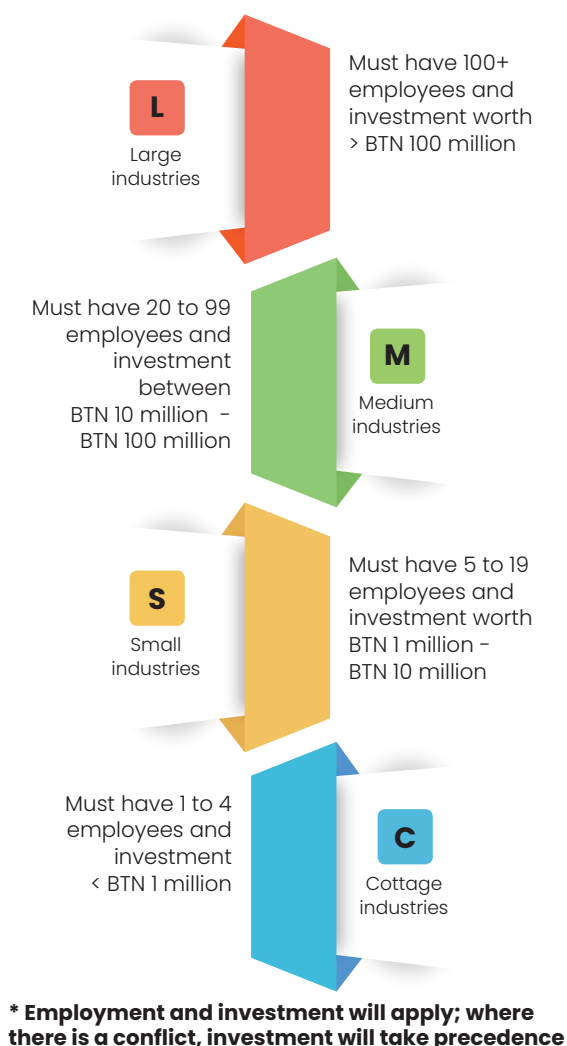 L
Large
industries
Must have 100+
employees and
investment worth
> BTN 100 million
Must have 20 to 99
employees and
investment
between
BTN 10 million -
BTN 100 million
M
Medium
industries
S
Small
industries
Must have 5 to 19
employees and
investment worth
BTN 1 million -
BTN 10 million
Must have 1 to 4
employees and
investment
< BTN 1 million
C
Cottage
industries
* Employment and investment will apply; where
there is a conflict, investment will take precedence